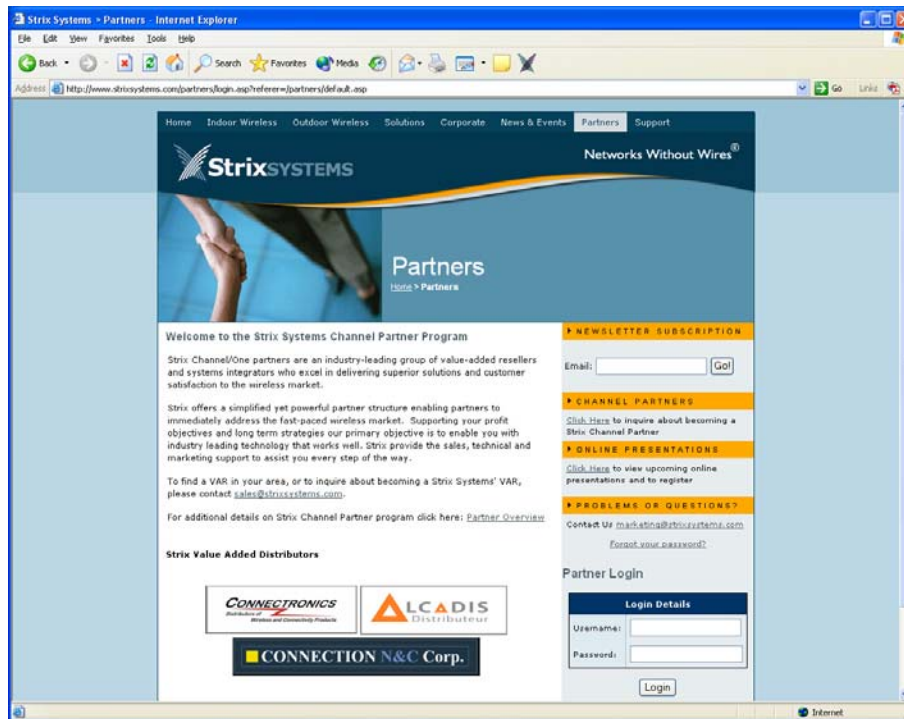 Strix Systems > Partners - Internet Explorer
File Edit View Favorites Tools Help
Back Search Favorites Media
Address http://www.strixsystems.com/partners/login.asp?referer=/partners/default.asp Go Links
Home Indoor Wireless Outdoor Wireless Solutions Corporate News & Events Partners Support
StrixSYSTEMS
Networks Without Wires®
Partners
Home > Partners
Welcome to the Strix Systems Channel Partner Program
Strix Channel/One partners are an industry-leading group of value-added resellers
and systems integrators who excel in delivering superior solutions and customer
satisfaction to the wireless market.
Strix offers a simplified yet powerful partner structure enabling partners to
immediately address the fast-paced wireless market. Supporting your profit
objectives and long term strategies our primary objective is to enable you with
industry leading technology that works well. Strix provide the sales, technical and
marketing support to assist you every step of the way.
To find a VAR in your area, or to inquire about becoming a Strix Systems' VAR,
please contact sales@strixsystems.com.
For additional details on Strix Channel Partner program click here: Partner Overview
Strix Value Added Distributors
CONNECTRONICS
Distributors of
Wireless and Connectivity Products
ALCADIS
Distributeur
CONNECTION N&C Corp.
NEWSLETTER SUBSCRIPTION
Email: Go!
CHANNEL PARTNERS
Click Here to inquire about becoming a
Strix Channel Partner
ONLINE PRESENTATIONS
Click Here to view upcoming online
presentations and to register
PROBLEMS OR QUESTIONS?
Contact Us marketing@strixsystems.com
Forgot your password?
Partner Login
Login Details
Username:
Password:
Login
Internet